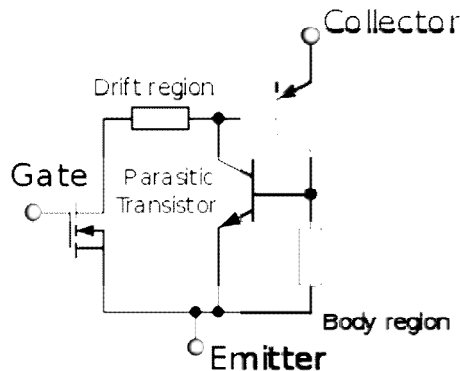 Collector
Drift region
Gate
Parasitic
Transistor
Body region
Emitter